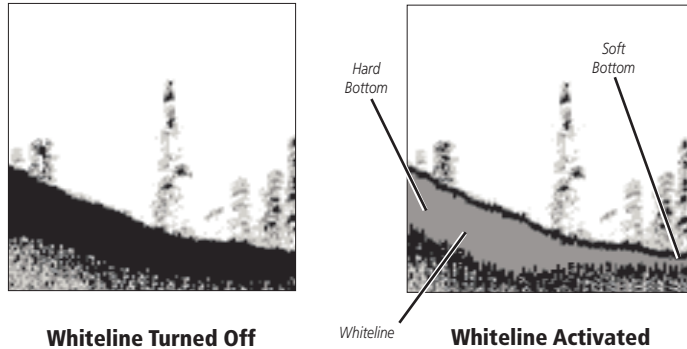 Hard
Bottom
Soft
Bottom
Whiteline
Whiteline Turned Off
Whiteline Activated